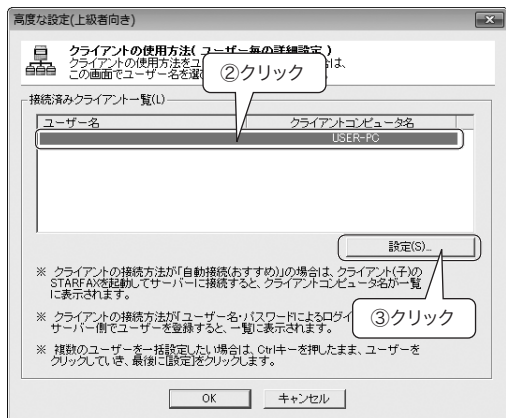 高度な設定(上級者向き)
クライアントの使用方法( ユーザー毎の詳細設定 )
クライアントの使用方法をユ
合は、
この画面でユーザー名を選
②クリック
接続済みクライアント一覧(L)
ユーザー名 クライアントコンピュータ名
USER-PC
設定(S)...
※ クライアントの接続方法が「自動接続(おすすめ)」の場合は、クライアント(子)の
STARFAXを起動してサーバーに接続すると、クライアントコンピュータ名が一覧
に表示されます。
③クリック
※ クライアントの接続方法が「ユーザー名・パスワードによるログイ
サーバー側でユーザーを登録すると、一覧に表示されます。
※ 複数のユーザーを一括設定したい場合は、Ctrlキーを押したまま、ユーザーを
クリックしていき、最後に[設定]をクリックします。
OK キャンセル